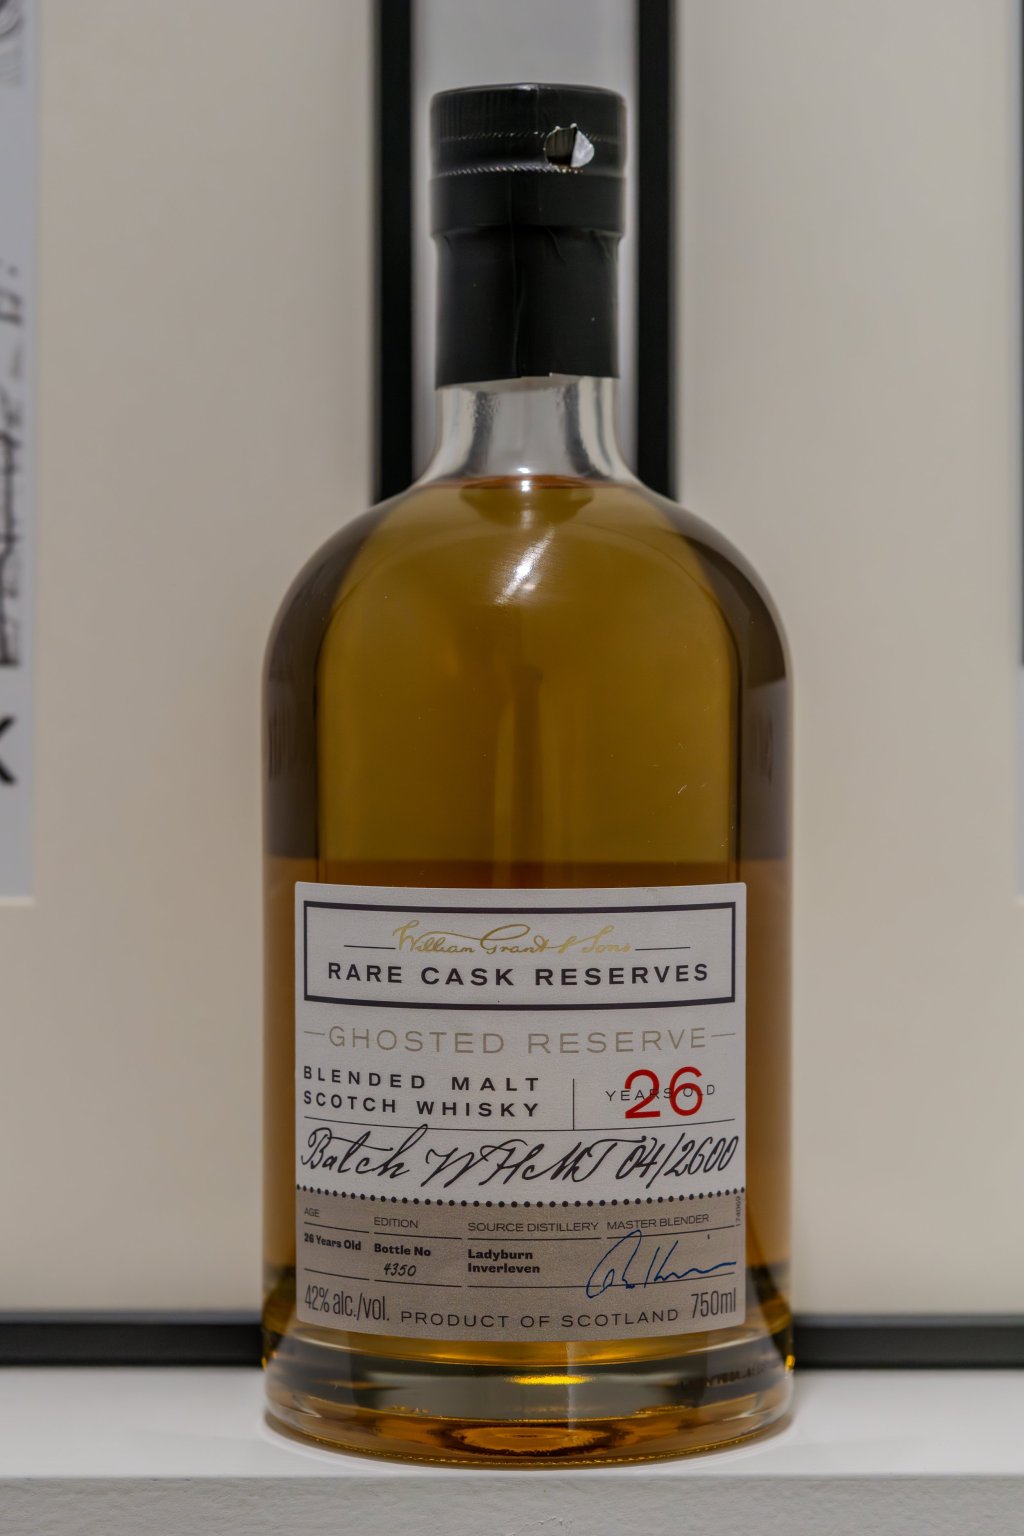 William Grant & Sons
RARE CASK RESERVES
GHOSTED RESERVE
BLENDED MALT
SCOTCH WHISKY
YEARS OLD
26
Batch
04/2600
AGE
26 Years Old
EDITION
Bottle No
4350
SOURCE DISTILLERY
Ladyburn
Inverleven
MASTER BLENDER
42% alc./vol.
PRODUCT OF SCOTLAND
750ml